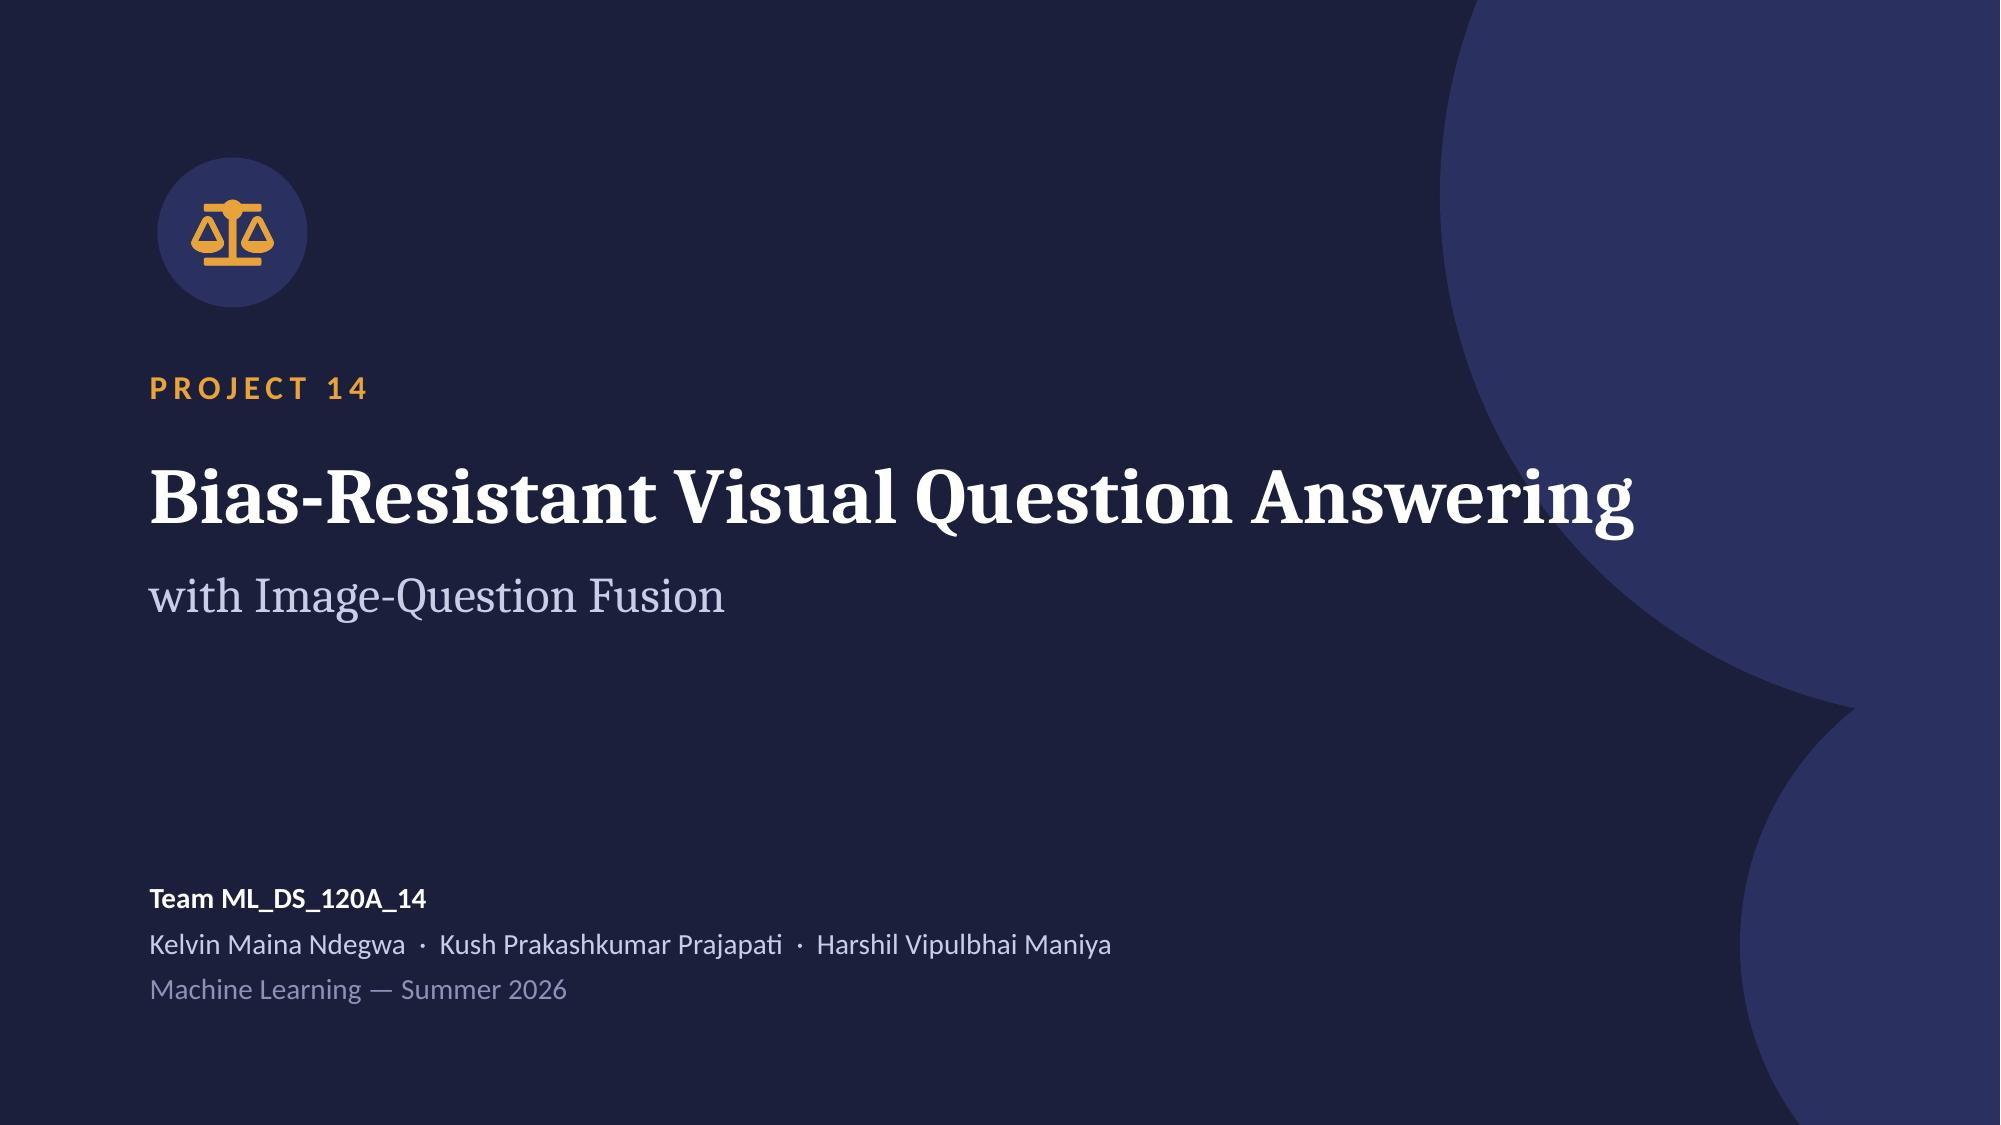 PROJECT 14
Bias-Resistant Visual Question Answering
with Image-Question Fusion
Team ML_DS_120A_14
Kelvin Maina Ndegwa · Kush Prakashkumar Prajapati · Harshil Vipulbhai Maniya
Machine Learning — Summer 2026